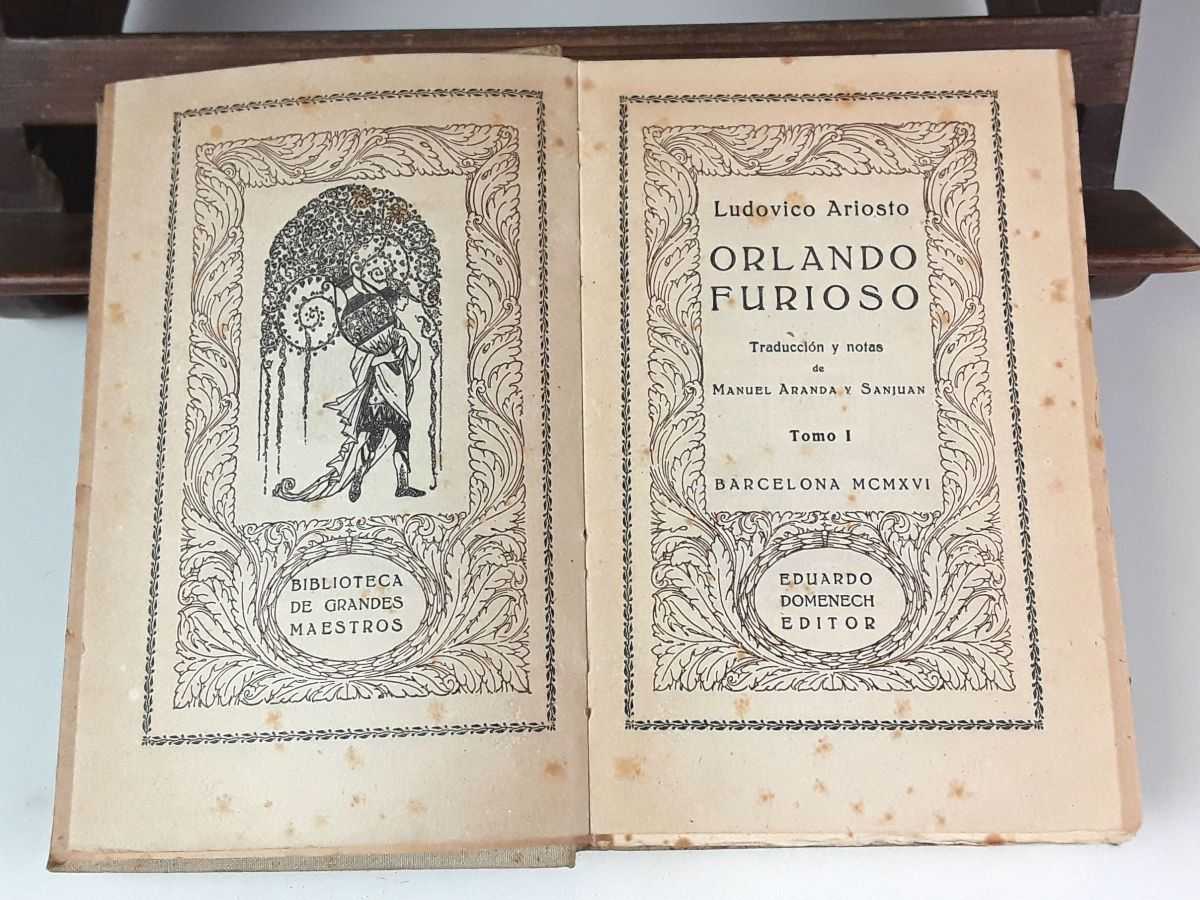 BIBLIOTECA
DE GRANDES
MAESTROS
Ludovico Ariosto
ORLANDO
FURIOSO
Traducción y notas
de
MANUEL ARANDA Y SANJUAN
Tomo I
BARCELONA MCMXVI
EDUARDO
DOMENECH
EDITOR